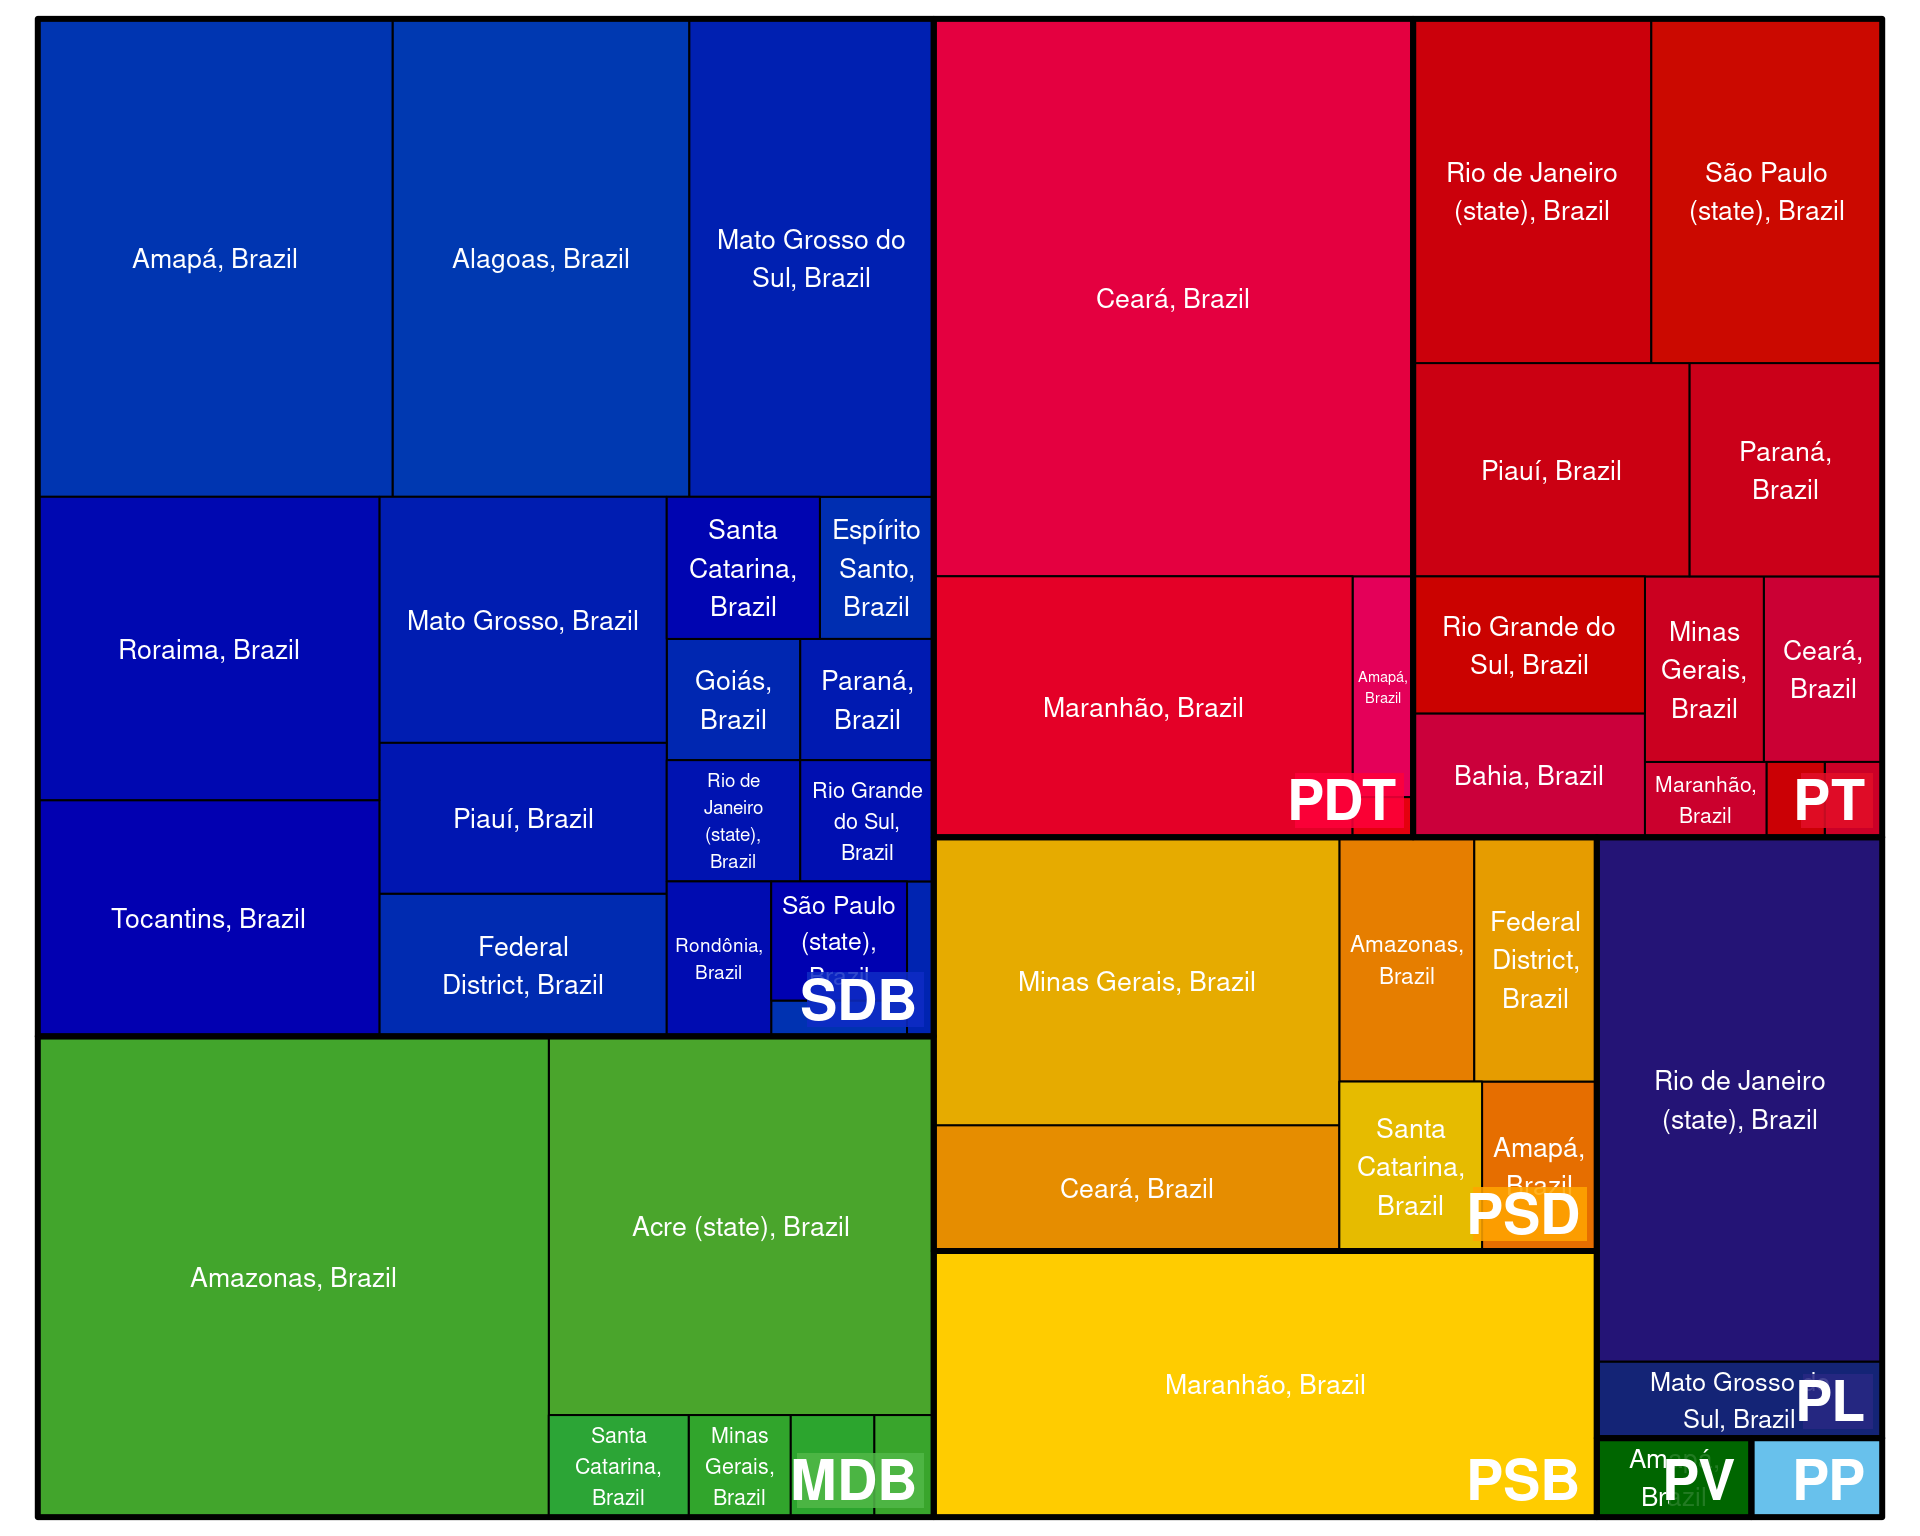 Amapá, Brazil
Alagoas, Brazil
Mato Grosso do
Sul, Brazil
Roraima, Brazil
Mato Grosso, Brazil
Santa
Catarina,
Brazil
Espírito
Santo,
Brazil
Goiás,
Brazil
Paraná,
Brazil
Tocantins, Brazil
Piauí, Brazil
Federal
District, Brazil
Rio de
Janeiro
(state),
Brazil
Rio Grande
do Sul,
Brazil
Rondônia,
Brazil
São Paulo
(state),
Brazil
SDB
Ceará, Brazil
Maranhão, Brazil
Amapá,
Brazil
PDT
Rio de Janeiro
(state), Brazil
São Paulo
(state), Brazil
Piauí, Brazil
Paraná,
Brazil
Rio Grande do
Sul, Brazil
Minas
Gerais,
Brazil
Ceará,
Brazil
Bahia, Brazil
Maranhão,
Brazil
PT
Amazonas, Brazil
Acre (state), Brazil
Santa
Catarina,
Brazil
Minas
Gerais,
Brazil
MDB
Minas Gerais, Brazil
Amazonas,
Brazil
Federal
District,
Brazil
Ceará, Brazil
Santa
Catarina,
Brazil
Amapá,
Brazil
PSD
Maranhão, Brazil
PSB
Rio de Janeiro
(state), Brazil
Mato Grosso do
Sul, Brazil
PL
Amapá,
Brazil
PV
PP